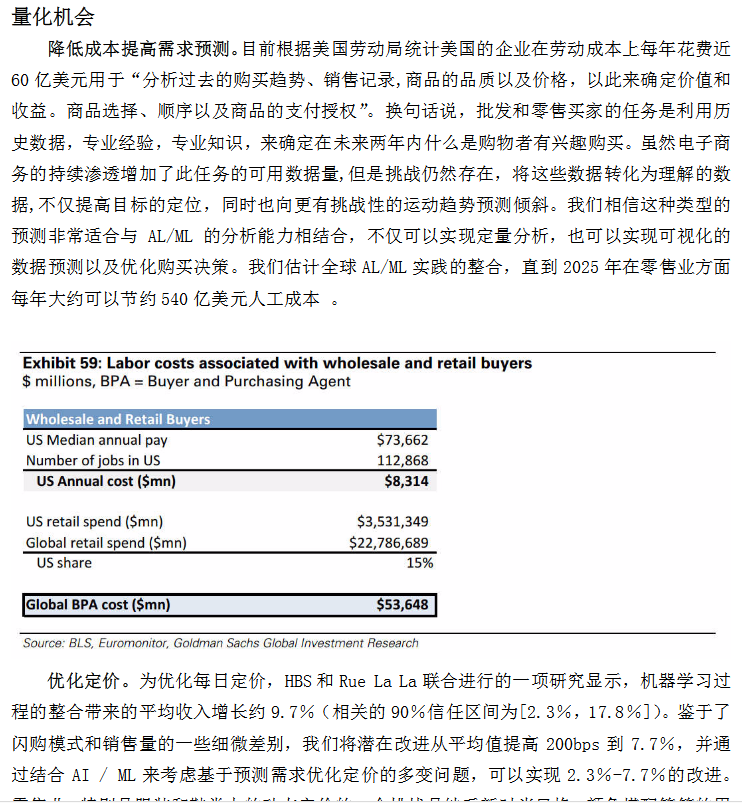 量化机会
降低成本提高需求预测。目前根据美国劳动局统计美国的企业在劳动成本上每年花费近
60 亿美元用于“分析过去的购买趋势、销售记录,商品的品质以及价格，以此来确定价值和
收益。商品选择、顺序以及商品的支付授权”。换句话说，批发和零售买家的任务是利用历
史数据，专业经验，专业知识，来确定在未来两年内什么是购物者有兴趣购买。虽然电子商
务的持续渗透增加了此任务的可用数据量,但是挑战仍然存在，将这些数据转化为理解的数
据,不仅提高目标的定位，同时也向更有挑战性的运动趋势预测倾斜。我们相信这种类型的
预测非常适合与 AL/ML 的分析能力相结合，不仅可以实现定量分析，也可以实现可视化的
数据预测以及优化购买决策。我们估计全球 AL/ML 实践的整合，直到 2025 年在零售业方面
每年大约可以节约 540 亿美元人工成本 。
Exhibit 59: Labor costs associated with wholesale and retail buyers
$ millions, BPA = Buyer and Purchasing Agent
Wholesale and Retail Buyers
US Median annual pay $73,662
Number of jobs in US 112,868
US Annual cost ($mn) $8,314
US retail spend ($mn) $3,531,349
Global retail spend ($mn) $22,786,689
US share 15%
Global BPA cost ($mn) $53,648
Source: BLS, Euromonitor, Goldman Sachs Global Investment Research
优化定价。为优化每日定价，HBS 和 Rue La La 联合进行的一项研究显示，机器学习过
程的整合带来的平均收入增长约 9.7％（相关的 90％信任区间为[2.3％，17.8％]）。鉴于了
闪购模式和销售量的一些细微差别，我们将潜在改进从平均值提高 200bps 到 7.7％，并通
过结合 AI / ML 来考虑基于预测需求优化定价的多变问题，可以实现 2.3％-7.7％的改进。